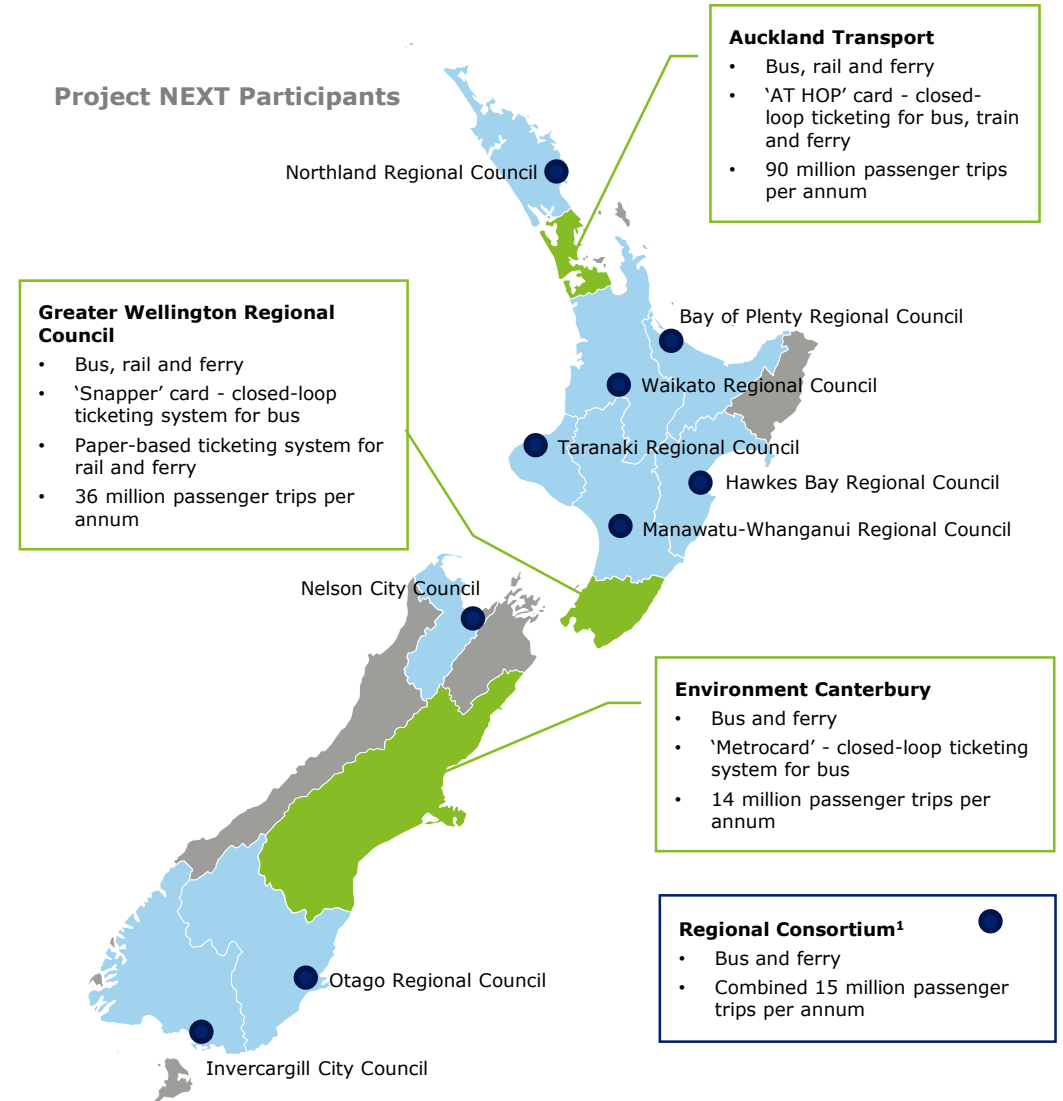 Project NEXT Participants
Auckland Transport
• Bus, rail and ferry
• ‘AT HOP’ card - closed-
loop ticketing for bus, train
and ferry
• 90 million passenger trips
per annum
Northland Regional Council
Greater Wellington Regional
Council
• Bus, rail and ferry
• ‘Snapper’ card - closed-loop
ticketing system for bus
• Paper-based ticketing system for
rail and ferry
• 36 million passenger trips per
annum
Bay of Plenty Regional Council
Waikato Regional Council
Taranaki Regional Council
Hawkes Bay Regional Council
Manawatu-Whanganui Regional Council
Nelson City Council
Environment Canterbury
• Bus and ferry
• ‘Metrocard’ - closed-loop ticketing
system for bus
• 14 million passenger trips per
annum
Regional Consortium¹
• Bus and ferry
• Combined 15 million passenger
trips per annum
Otago Regional Council
Invercargill City Council